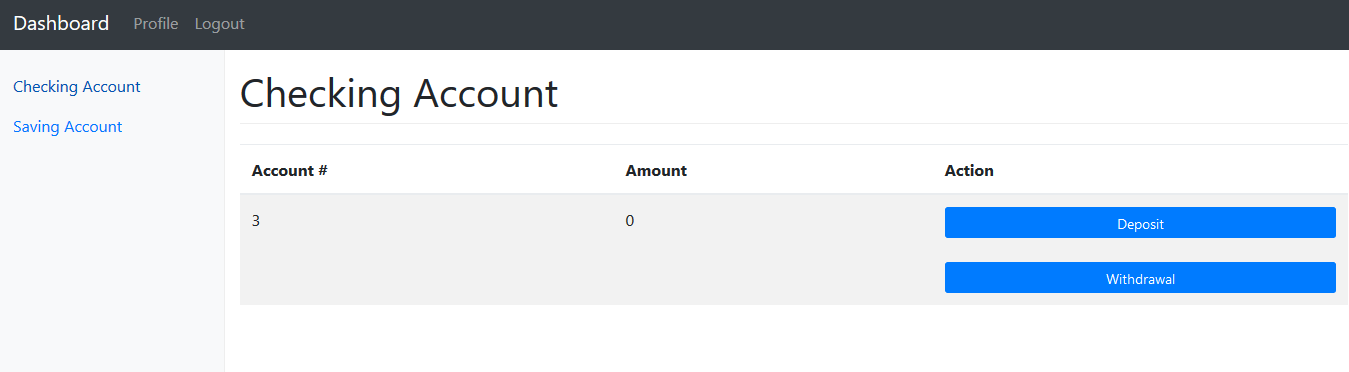 Dashboard Profile Logout
Checking Account
Saving Account
Checking Account
Account # Amount Action
3 0 Deposit
Withdrawal